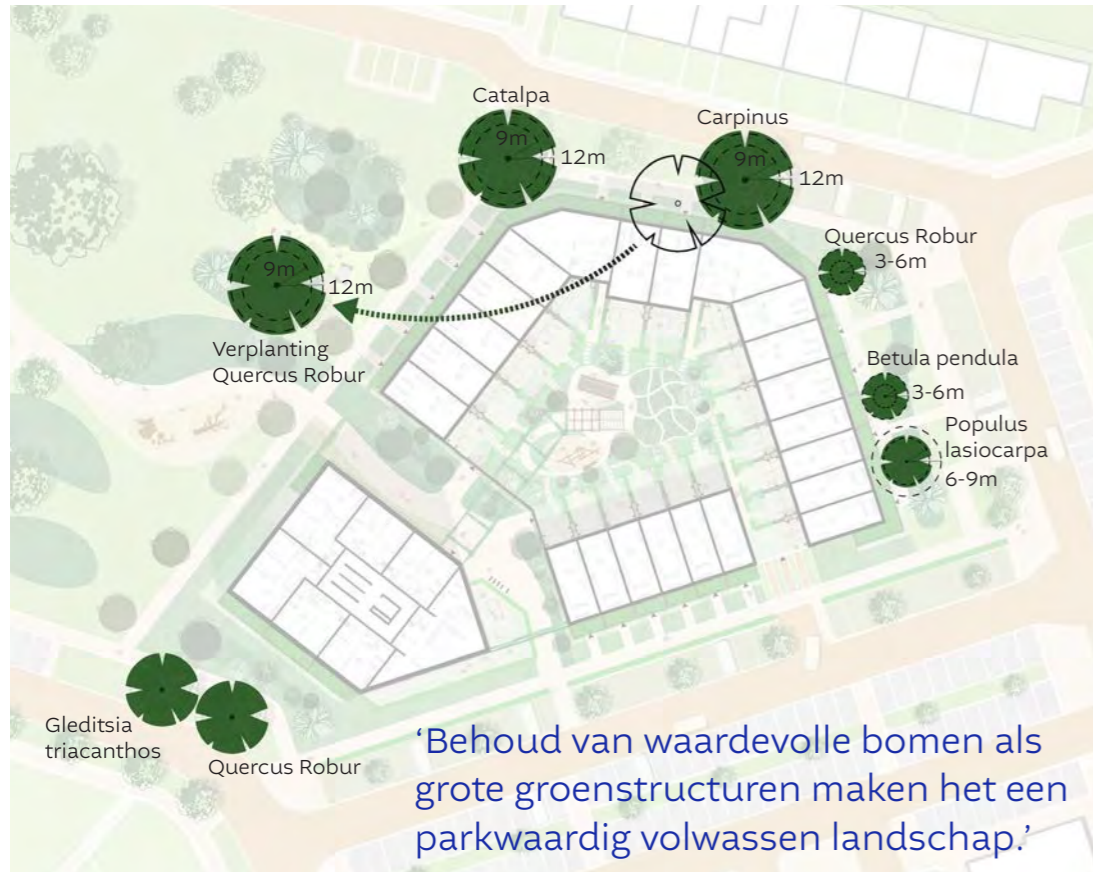 Catalpa
9m
12m
Carpinus
9m
12m
Quercus Robur
3-6m
9m
12m
Verplanting
Quercus Robur
Betula pendula
3-6m
Populus
lasiocarpa
6-9m
Gleditsia
triacanthos
Quercus Robur
‘Behoud van waardevolle bomen als
grote groenstructuren maken het een
parkwaardig volwassen landschap.’